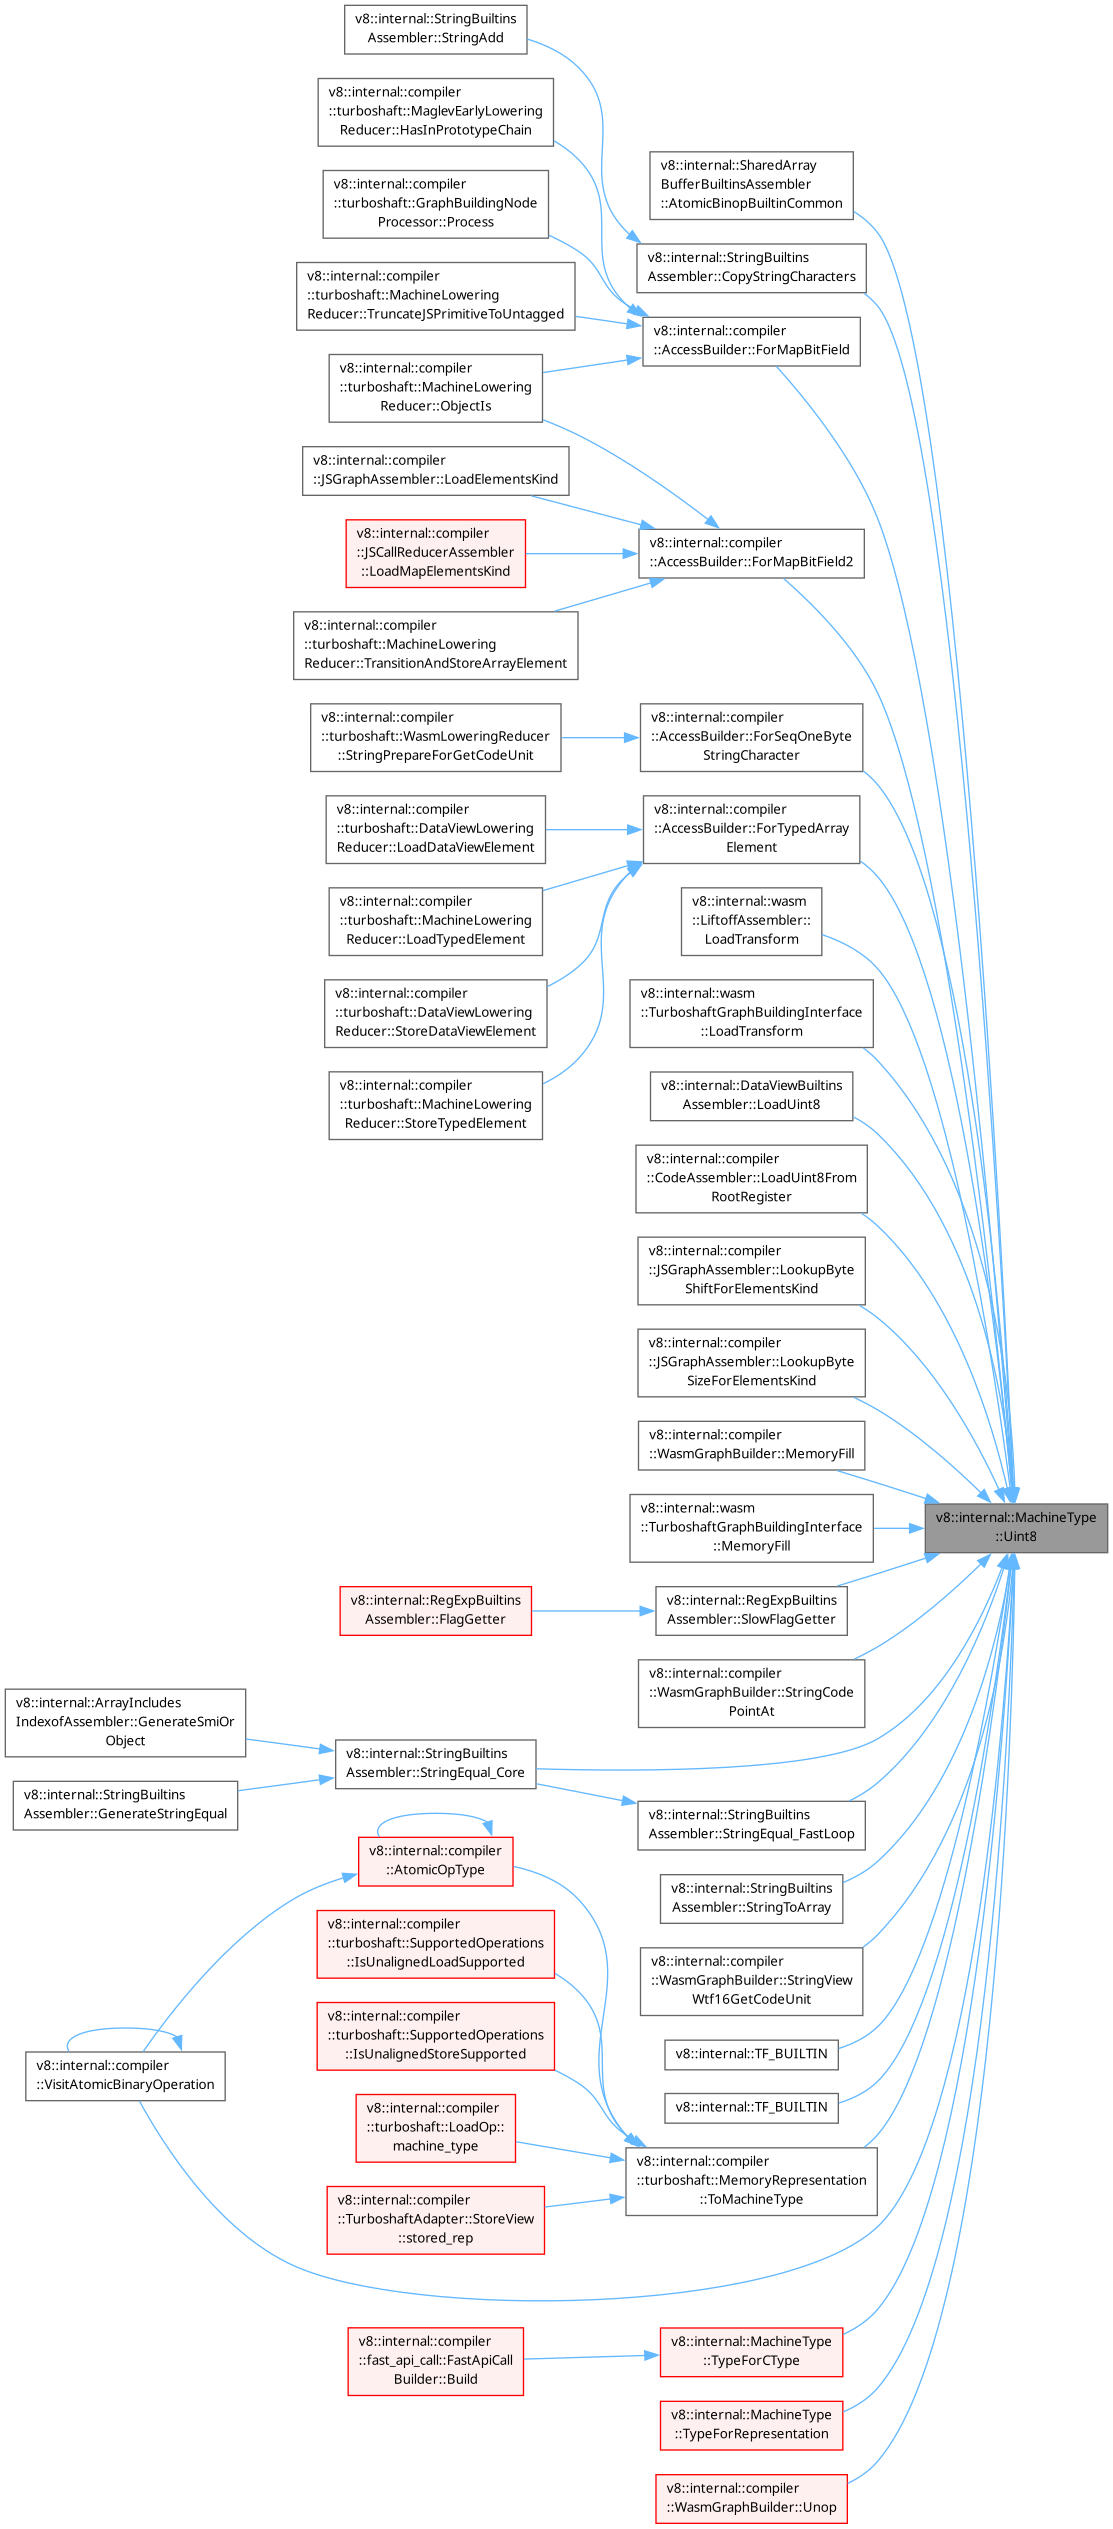 v8::internal::StringBuiltins
Assembler::StringAdd
v8::internal::compiler
::turboshaft::MaglevEarlyLowering
Reducer::HasInPrototypeChain
v8::internal::SharedArray
BufferBuiltinsAssembler
::AtomicBinopBuiltinCommon
v8::internal::compiler
::turboshaft::GraphBuildingNode
Processor::Process
v8::internal::StringBuiltins
Assembler::CopyStringCharacters
v8::internal::compiler
::turboshaft::MachineLowering
Reducer::TruncateJSPrimitiveToUntagged
v8::internal::compiler
::AccessBuilder::ForMapBitField
v8::internal::compiler
::turboshaft::MachineLowering
Reducer::ObjectIs
v8::internal::compiler
::JSGraphAssembler::LoadElementsKind
v8::internal::compiler
::JSCallReducerAssembler
::LoadMapElementsKind
v8::internal::compiler
::AccessBuilder::ForMapBitField2
v8::internal::compiler
::turboshaft::MachineLowering
Reducer::TransitionAndStoreArrayElement
v8::internal::compiler
::turboshaft::WasmLoweringReducer
::StringPrepareForGetCodeUnit
v8::internal::compiler
::AccessBuilder::ForSeqOneByte
StringCharacter
v8::internal::compiler
::turboshaft::DataViewLowering
Reducer::LoadDataViewElement
v8::internal::compiler
::AccessBuilder::ForTypedArray
Element
v8::internal::compiler
::turboshaft::MachineLowering
Reducer::LoadTypedElement
v8::internal::wasm
::LiftoffAssembler::
LoadTransform
v8::internal::compiler
::turboshaft::DataViewLowering
Reducer::StoreDataViewElement
v8::internal::wasm
::TurboshaftGraphBuildingInterface
::LoadTransform
v8::internal::compiler
::turboshaft::MachineLowering
Reducer::StoreTypedElement
v8::internal::DataViewBuiltins
Assembler::LoadUint8
v8::internal::compiler
::CodeAssembler::LoadUint8From
RootRegister
v8::internal::compiler
::JSGraphAssembler::LookupByte
ShiftForElementsKind
v8::internal::compiler
::JSGraphAssembler::LookupByte
SizeForElementsKind
v8::internal::compiler
::WasmGraphBuilder::MemoryFill
v8::internal::wasm
::TurboshaftGraphBuildingInterface
::MemoryFill
v8::internal::MachineType
::Uint8
v8::internal::RegExpBuiltins
Assembler::FlagGetter
v8::internal::RegExpBuiltins
Assembler::SlowFlagGetter
v8::internal::compiler
::WasmGraphBuilder::StringCode
PointAt
v8::internal::ArrayIncludes
IndexofAssembler::GenerateSmiOr
Object
v8::internal::StringBuiltins
Assembler::StringEqual_Core
v8::internal::StringBuiltins
Assembler::GenerateStringEqual
v8::internal::StringBuiltins
Assembler::StringEqual_FastLoop
v8::internal::compiler
::AtomicOpType
v8::internal::StringBuiltins
Assembler::StringToArray
v8::internal::compiler
::turboshaft::SupportedOperations
::IsUnalignedLoadSupported
v8::internal::compiler
::WasmGraphBuilder::StringView
Wtf16GetCodeUnit
v8::internal::compiler
::turboshaft::SupportedOperations
::IsUnalignedStoreSupported
v8::internal::TF_BUILTIN
v8::internal::compiler
::VisitAtomicBinaryOperation
v8::internal::TF_BUILTIN
v8::internal::compiler
::turboshaft::LoadOp::
machine_type
v8::internal::compiler
::turboshaft::MemoryRepresentation
::ToMachineType
v8::internal::compiler
::TurboshaftAdapter::StoreView
::stored_rep
v8::internal::compiler
::fast_api_call::FastApiCall
Builder::Build
v8::internal::MachineType
::TypeForCType
v8::internal::MachineType
::TypeForRepresentation
v8::internal::compiler
::WasmGraphBuilder::Unop